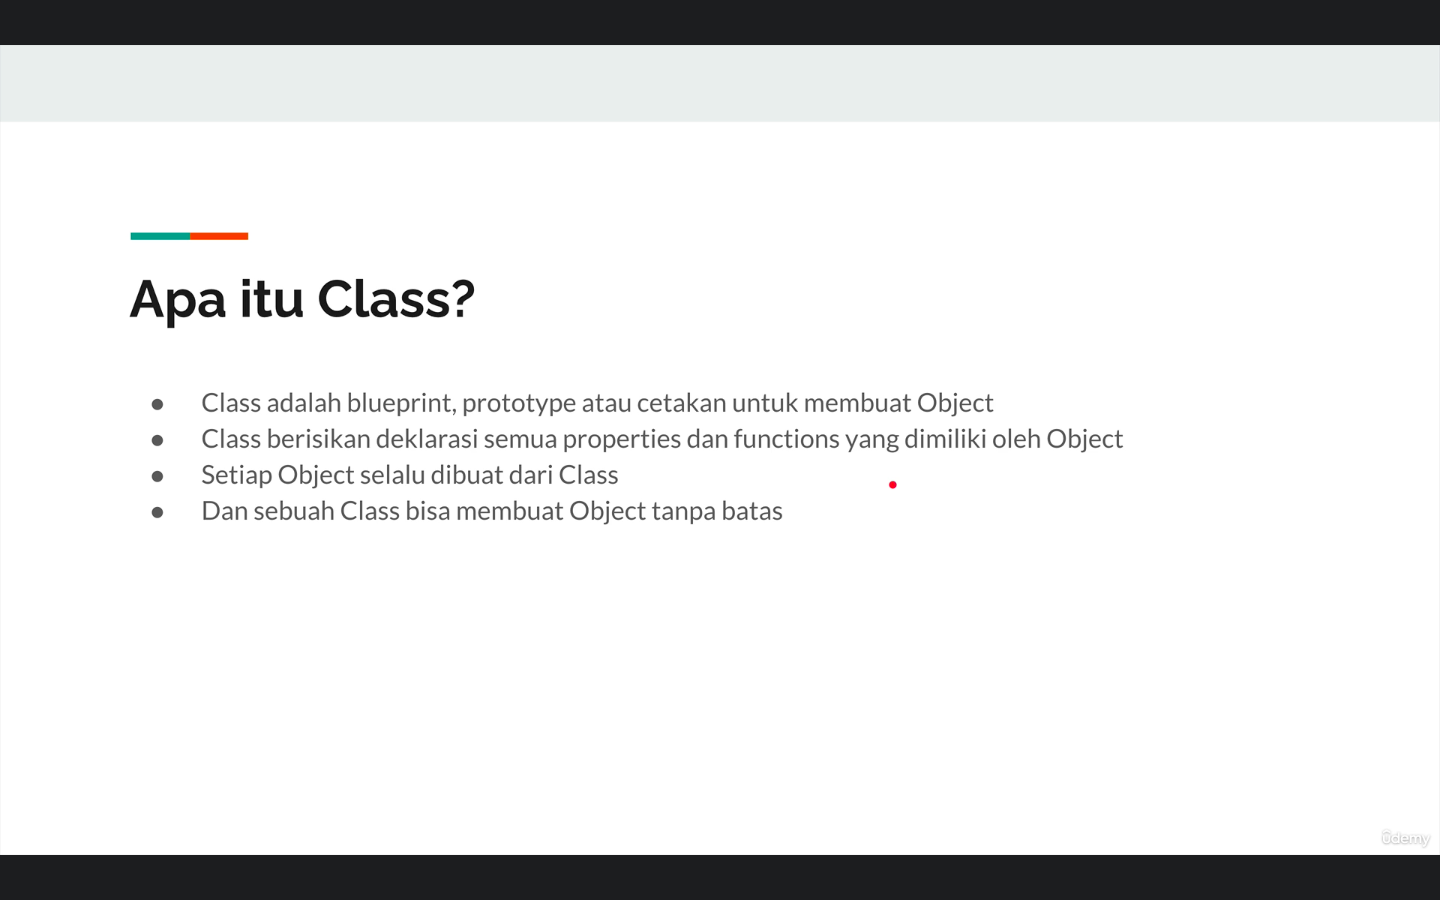 Apa itu Class?
● Class adalah blueprint, prototype atau cetakan untuk membuat Object
● Class berisikan deklarasi semua properties dan functions yang dimiliki oleh Object
● Setiap Object selalu dibuat dari Class
● Dan sebuah Class bisa membuat Object tanpa batas
ûdemy